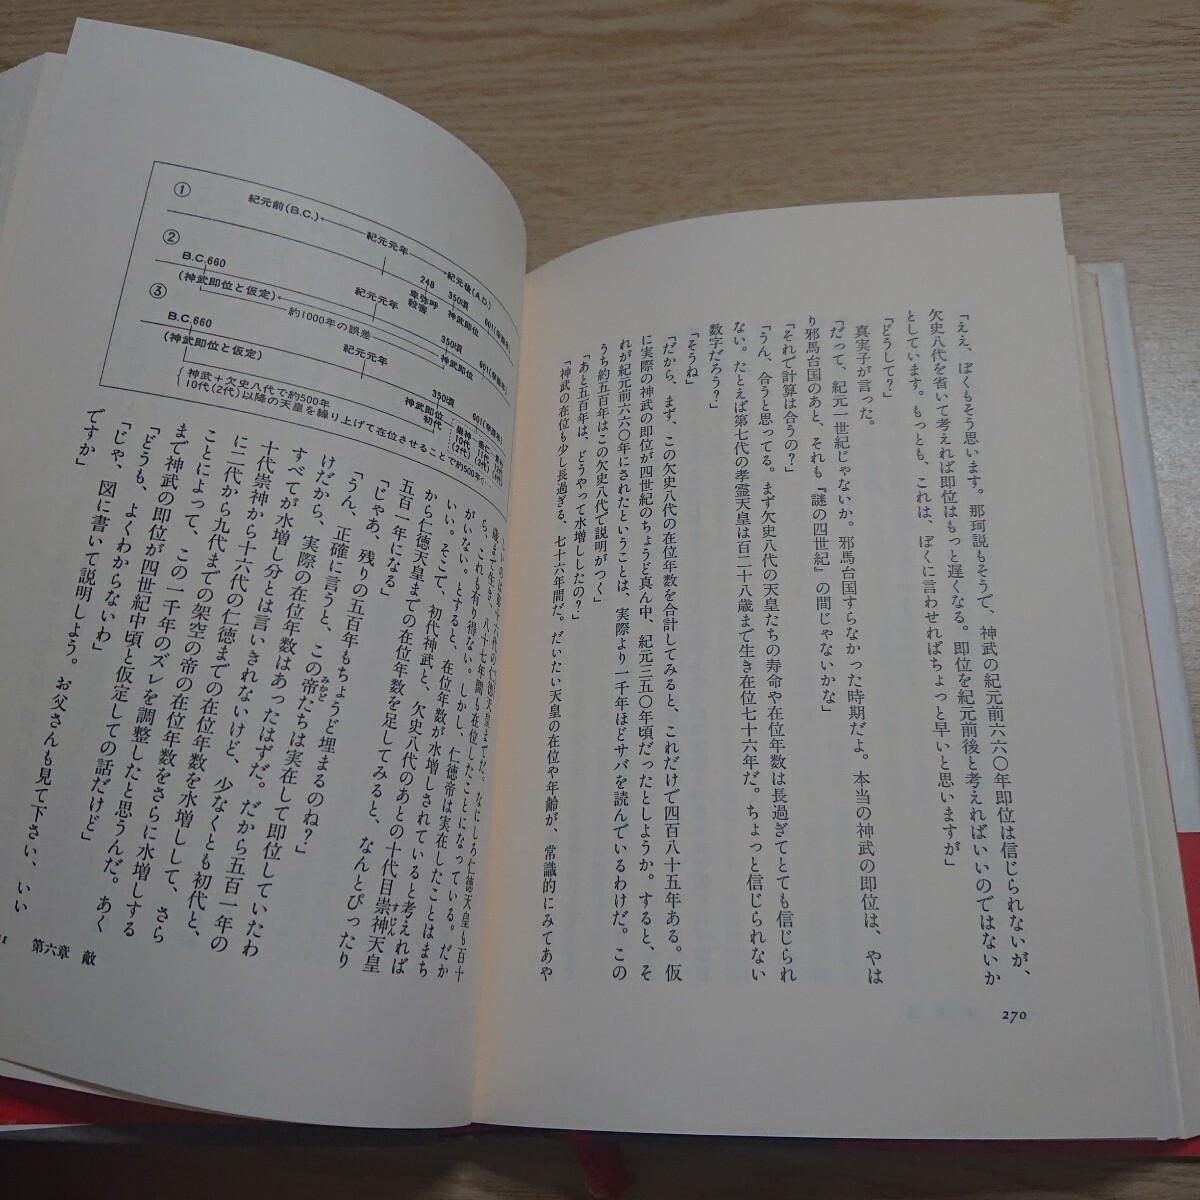 「ええ、ぼくもそう思います。那珂説もそうで、神武の紀元前六六〇年即位は信じられないが、
欠史八代を省いて考えれば即位はもっと遅くなる。即位を紀元前後と考えればいいのではないか
としています。もっとも、これは、ぼくに言わせればちょっと早いと思いますが」
「どうして？」
真実子が言った。
「だって、紀元一世紀じゃないか。邪馬台国すらなかった時期だよ。本当の神武の即位は、やは
り邪馬台国のあと、それも『謎の四世紀』の間じゃないかな」
「それで計算は合うの？」
「うん、合うと思ってる。まず欠史八代の天皇たちの寿命や在位年数は長過ぎてとても信じられ
ない。たとえば第七代の孝霊天皇は百二十八歳まで生き在位七十六年だ。ちょっと信じられない
数字だろう？」
「そうね」
「だから、まず、この欠史八代の在位年数を合計してみると、これだけで四百八十五年ある。仮
に実際の神武の即位が四世紀のちょうど真ん中、紀元三五〇年頃だったとしようか。すると、そ
れが紀元前六六〇年にされたということは、実際より一千年ほどサバを読んでいるわけだ。この
うち約五百年はこの欠史八代で説明がつく」
「あと五百年は、どうやって水増ししたの？」
「神武の在位も少し長過ぎる、七十六年間だ。だいたい天皇の在位や年齢が、常識的にみてあや
270
①
紀元前(B.C.)
紀元元年
紀元後(A.D.)
②
B.C.660
(神武即位と仮定)
紀元元年
248
卑弥呼
殺害
350頃
神武即位
約1000年の誤差
③
B.C.660
(神武即位と仮定)
紀元元年
350頃
神武即位
初代
崇神
10代
(2代)
神武＋欠史八代で約500年
10代(2代)以降の天皇を繰り上げて在位させることで約500年
歳まで生き、八十七年間も在位したことになっている。だか
ら、これも有り得ない。しかし、仁徳帝は実在したことはまち
がいない。とすると、在位年数が水増しされていると考えれば
いい。そこで、初代神武と、欠史八代のあとの十代目崇神天皇
すじん
から仁徳天皇までの在位年数を足してみると、なんとぴったり
五百一年になる」
「じゃあ、残りの五百年もちょうど埋まるのね？」
「うん、正確に言うと、この帝たちは実在して即位していたわ
みかど
けだから、実際の在位年数はあったはずだ。だから五百一年の
すべてが水増し分とは言いきれないけど、少なくとも初代と、
十代崇神から十六代の仁徳までの在位年数を水増しして、さら
に二代から九代までの架空の帝の在位年数をさらに水増しする
ことによって、この一千年のズレを調整したと思うんだ。あく
まで神武の即位が四世紀中頃と仮定しての話だけど」
「どうも、よくわからないわ」
「じゃ、図に書いて説明しよう。お父さんも見て下さい、いい
ですか」
第六章　敵